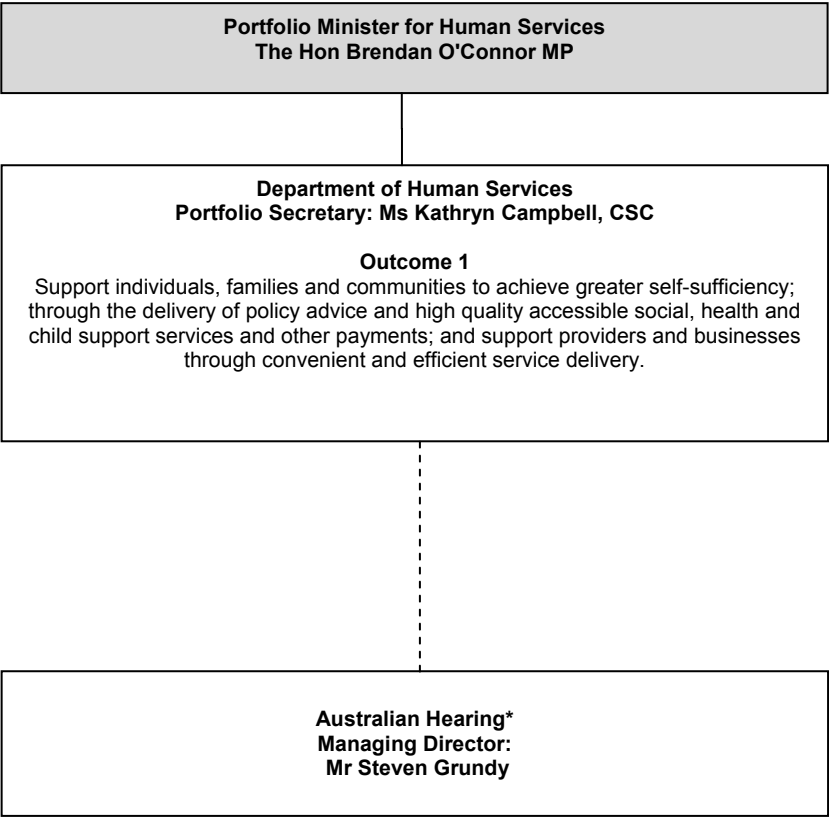 Portfolio Minister for Human Services
The Hon Brendan O'Connor MP
Department of Human Services
Portfolio Secretary: Ms Kathryn Campbell, CSC
Outcome 1
Support individuals, families and communities to achieve greater self-sufficiency;
through the delivery of policy advice and high quality accessible social, health and
child support services and other payments; and support providers and businesses
through convenient and efficient service delivery.
Australian Hearing*
Managing Director:
Mr Steven Grundy